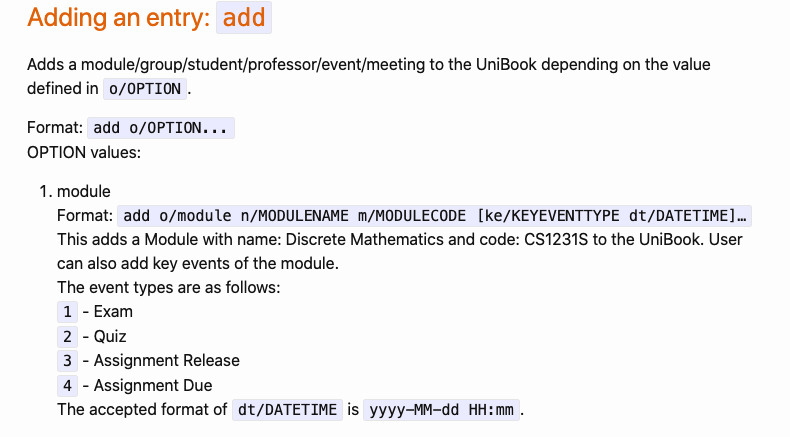 Adding an entry: add
Adds a module/group/student/professor/event/meeting to the UniBook depending on the value
defined in o/OPTION.
Format: add o/OPTION...
OPTION values:
1. module
Format: add o/module n/MODULENAME m/MODULECODE [ke/KEYEVENTTYPE dt/DATETIME]…
This adds a Module with name: Discrete Mathematics and code: CS1231S to the UniBook. User
can also add key events of the module.
The event types are as follows:
1 - Exam
2 - Quiz
3 - Assignment Release
4 - Assignment Due
The accepted format of dt/DATETIME is yyyy-MM-dd HH:mm.